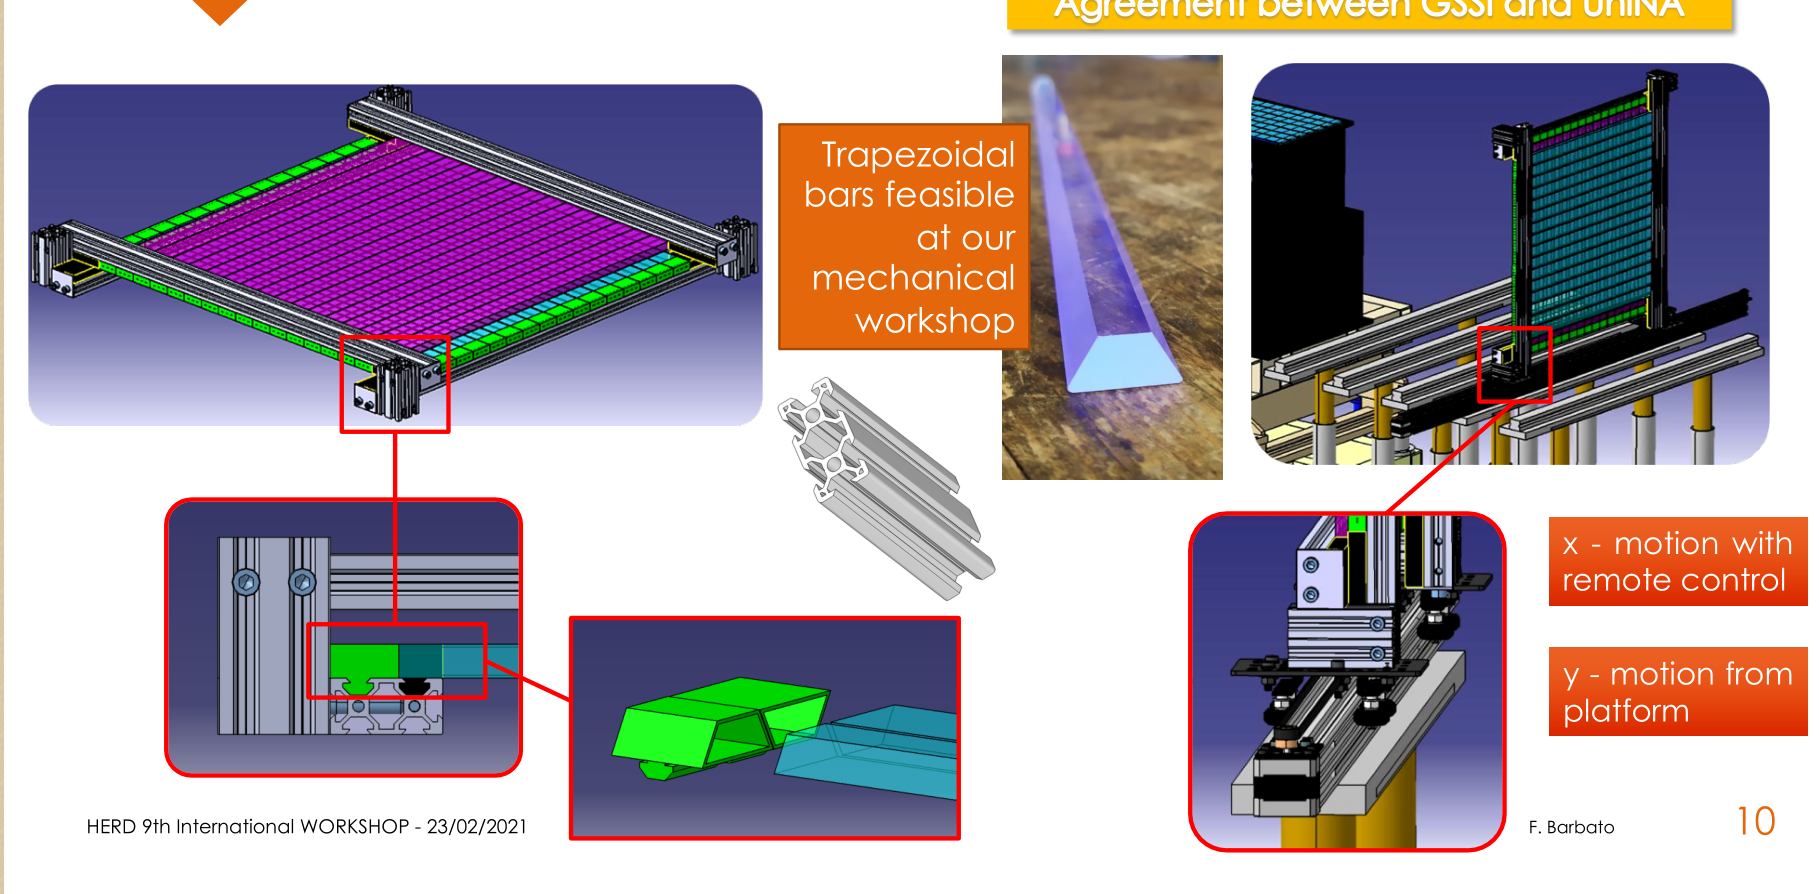 Agreement between GSSI and UniNA
Trapezoidal
bars feasible
at our
mechanical
workshop
x - motion with
remote control
y - motion from
platform
HERD 9th International WORKSHOP - 23/02/2021
F. Barbato
10